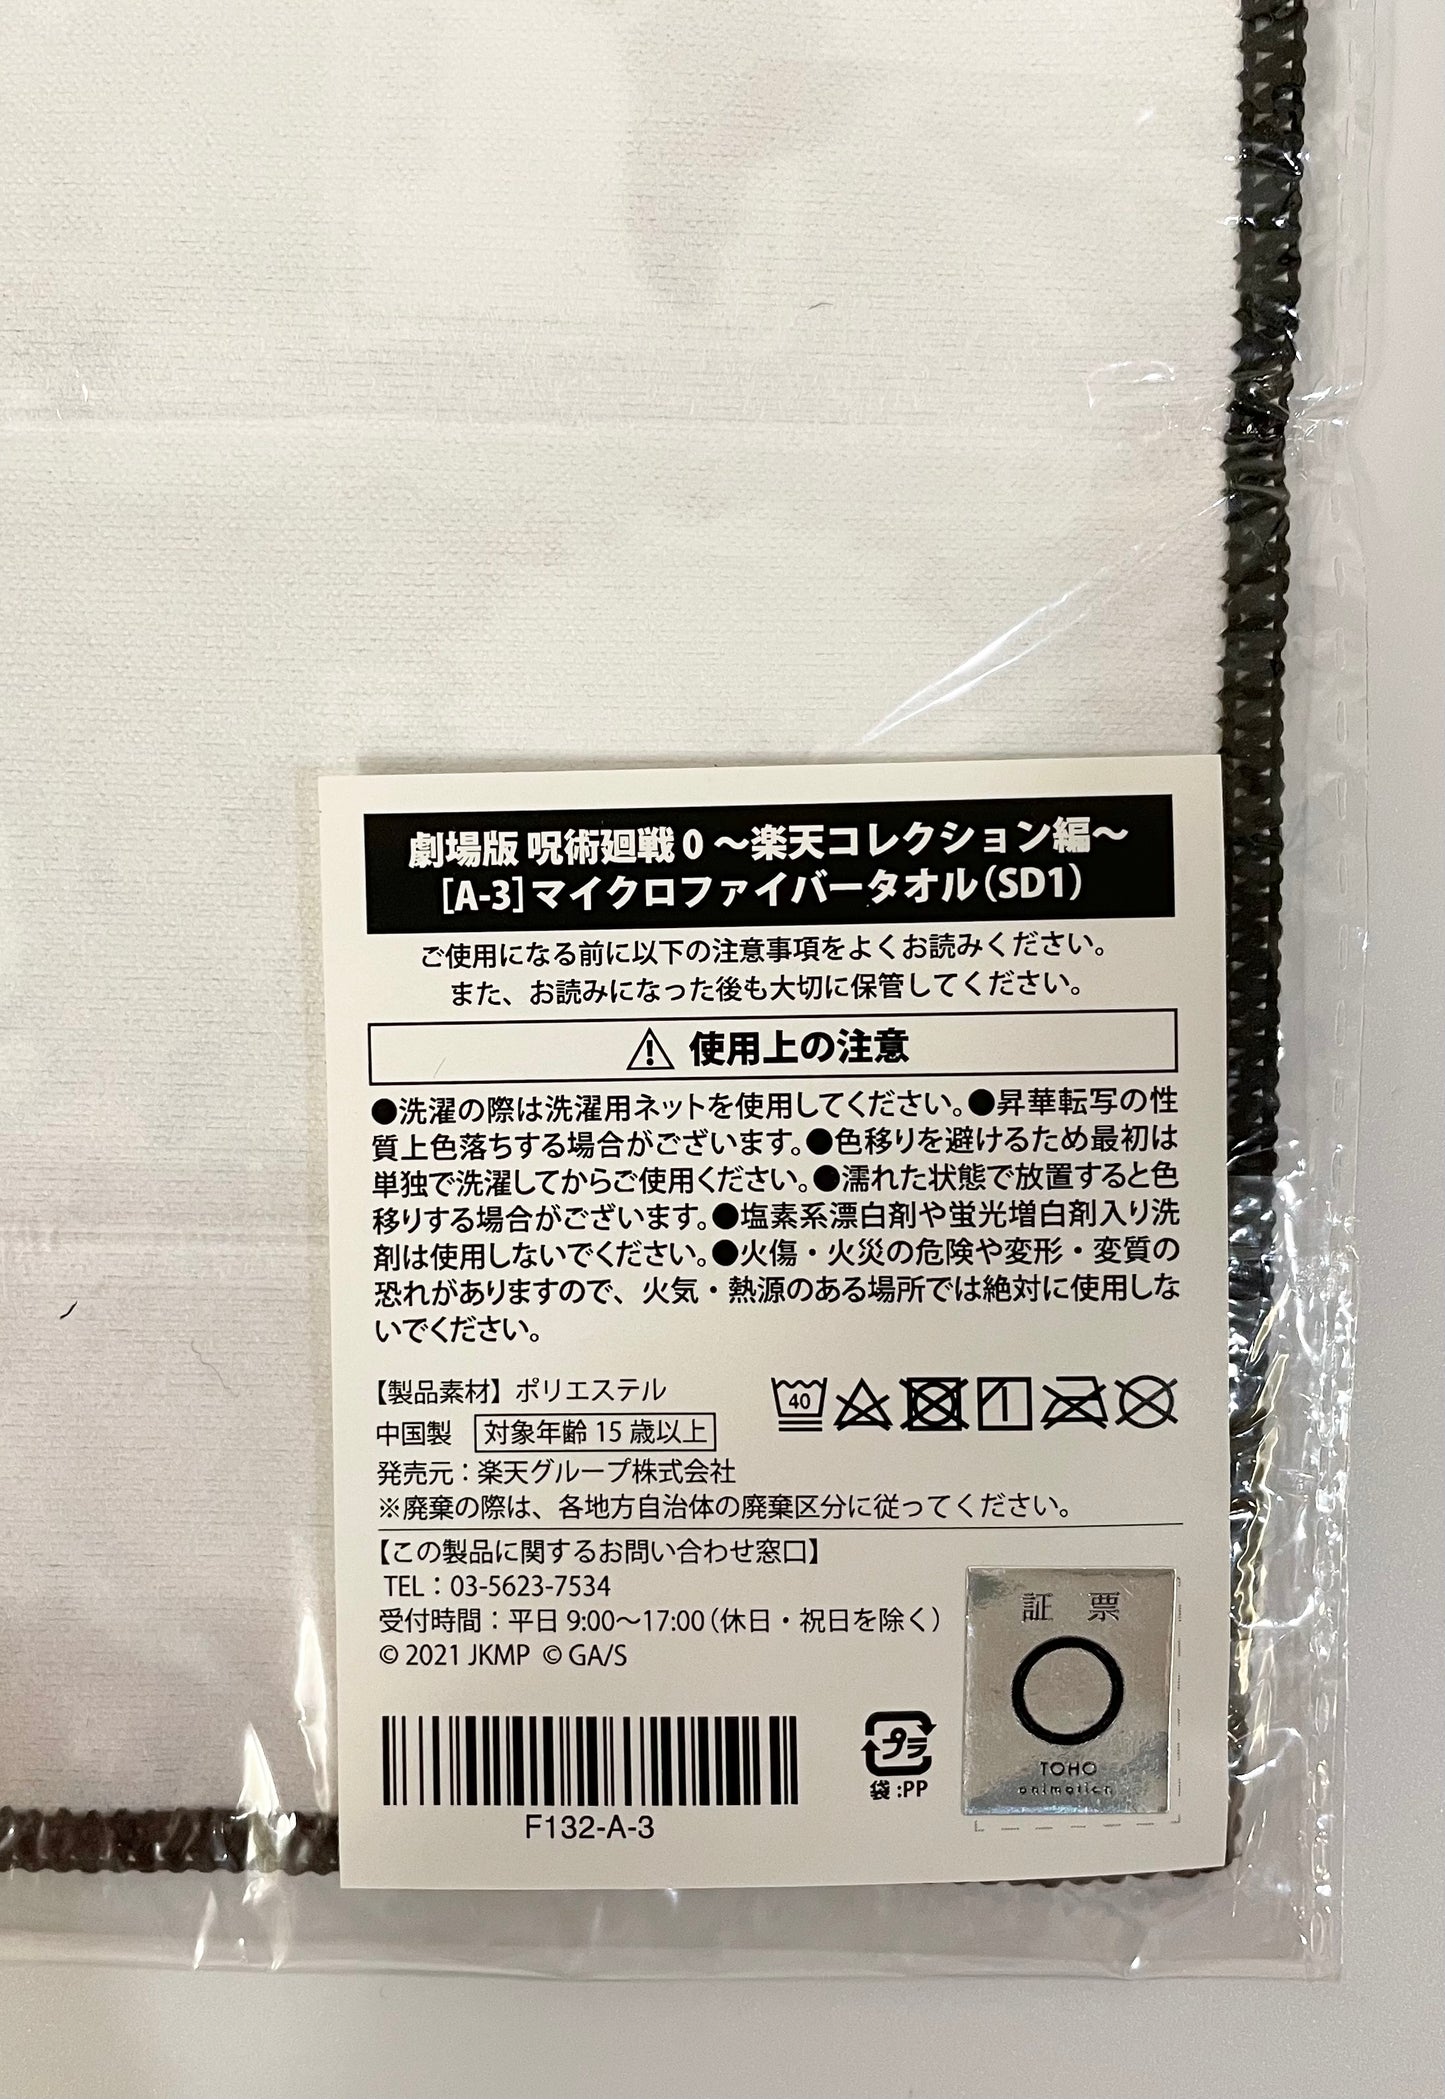 劇場版 呪術廻戦 0 ～楽天コレクション編～
[A-3]マイクロファイバータオル(SD1)
ご使用になる前に以下の注意事項をよくお読みください。
また、お読みになった後も大切に保管してください。
使用上の注意
●洗濯の際は洗濯用ネットを使用してください。●昇華転写の性
質上色落ちする場合がございます。●色移りを避けるため最初は
単独で洗濯してからご使用ください。●濡れた状態で放置すると色
移りする場合がございます。●塩素系漂白剤や蛍光増白剤入り洗
剤は使用しないでください。●火傷・火災の危険や変形・変質の
恐れがありますので、火気・熱源のある場所では絶対に使用しな
いでください。
【製品素材】ポリエステル
40
中国製 対象年齢 15 歳以上
発売元：楽天グループ株式会社
※廃棄の際は、各地方自治体の廃棄区分に従ってください。
【この製品に関するお問い合わせ窓口】
TEL：03-5623-7534
受付時間：平日 9:00～17:00(休日・祝日を除く)
© 2021 JKMP © GA/S
証 票
TOHO
animation
プラ
袋:PP
F132-A-3